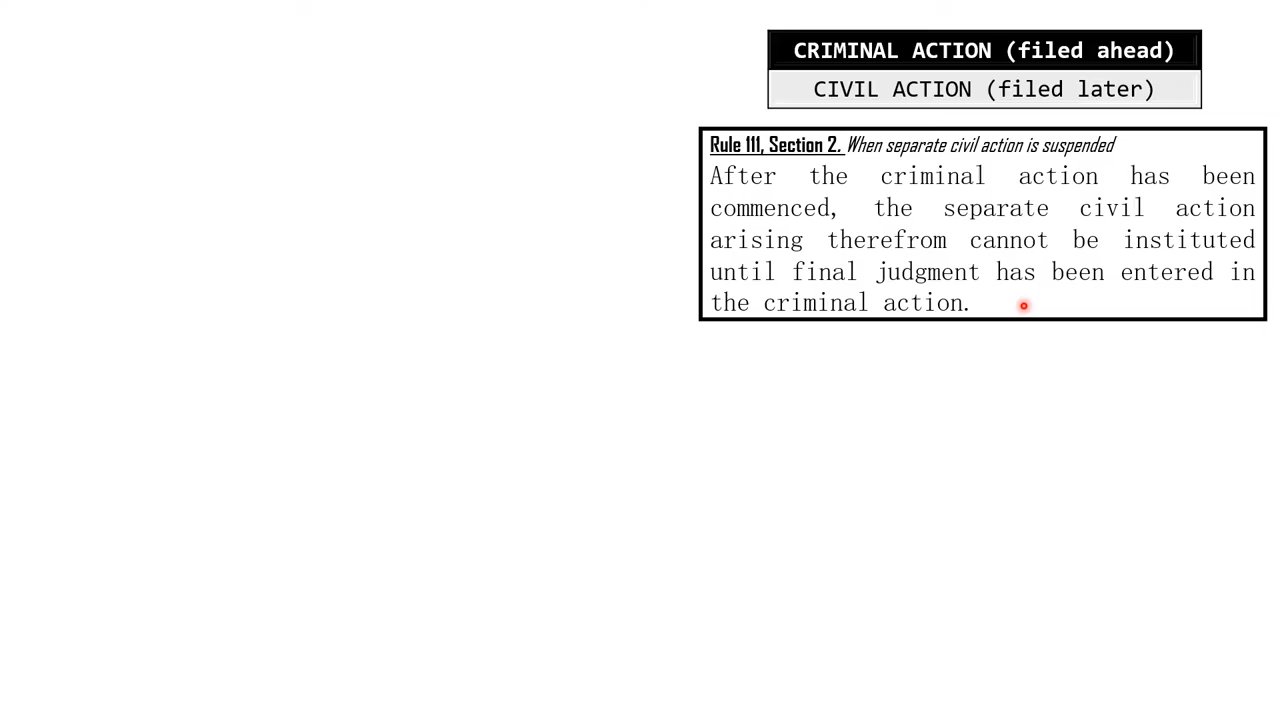 CRIMINAL ACTION (filed ahead)
CIVIL ACTION (filed later)
Rule 111, Section 2. When separate civil action is suspended
After the criminal action has been
commenced, the separate civil action
arising therefrom cannot be instituted
until final judgment has been entered in
the criminal action.